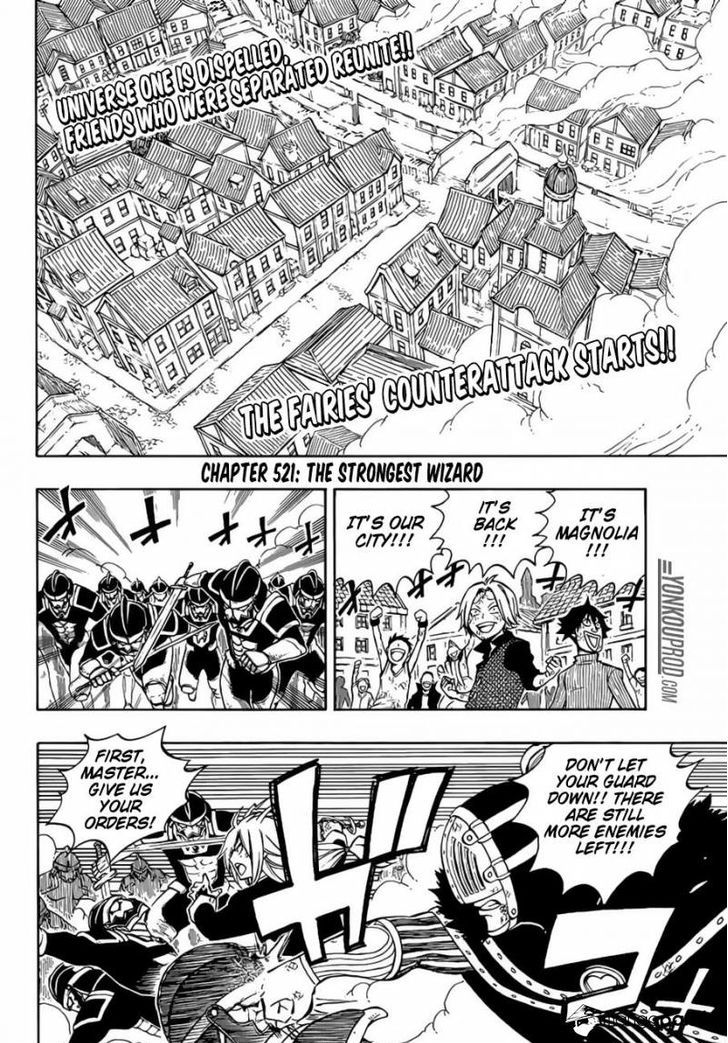 UNIVERSE ONE IS DISPELLED,
FRIENDS WHO WERE SEPARATED REUNITE!!
THE FAIRIES' COUNTERATTACK STARTS!!
CHAPTER 521: THE STRONGEST WIZARD
IT'S
MAGNOLIA
!!!
IT'S
BACK
!!!
IT'S OUR
CITY!!!
=YONKOUPROD.COM
DON'T LET
YOUR GUARD
DOWN!! THERE
ARE STILL
MORE ENEMIES
LEFT!!!
FIRST,
MASTER...
GIVE US
YOUR
ORDERS!